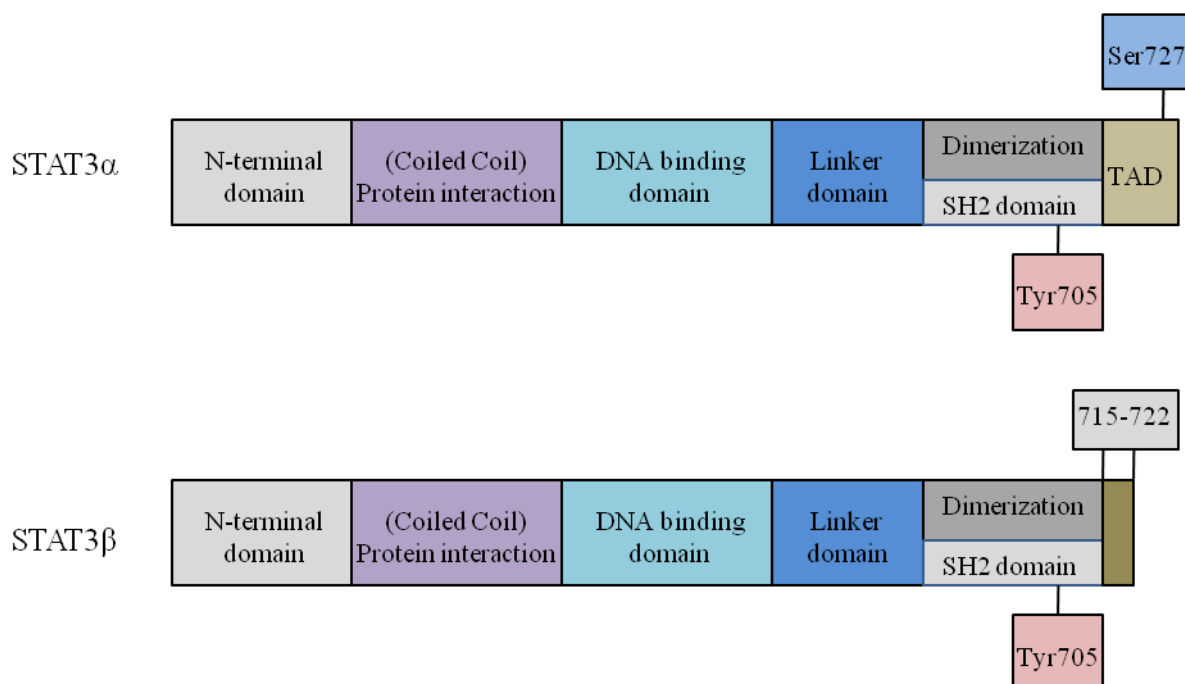 Ser727
STAT3α
N-terminal
domain
(Coiled Coil)
Protein interaction
DNA binding
domain
Linker
domain
Dimerization
SH2 domain
TAD
Tyr705
715-722
STAT3β
N-terminal
domain
(Coiled Coil)
Protein interaction
DNA binding
domain
Linker
domain
Dimerization
SH2 domain
Tyr705